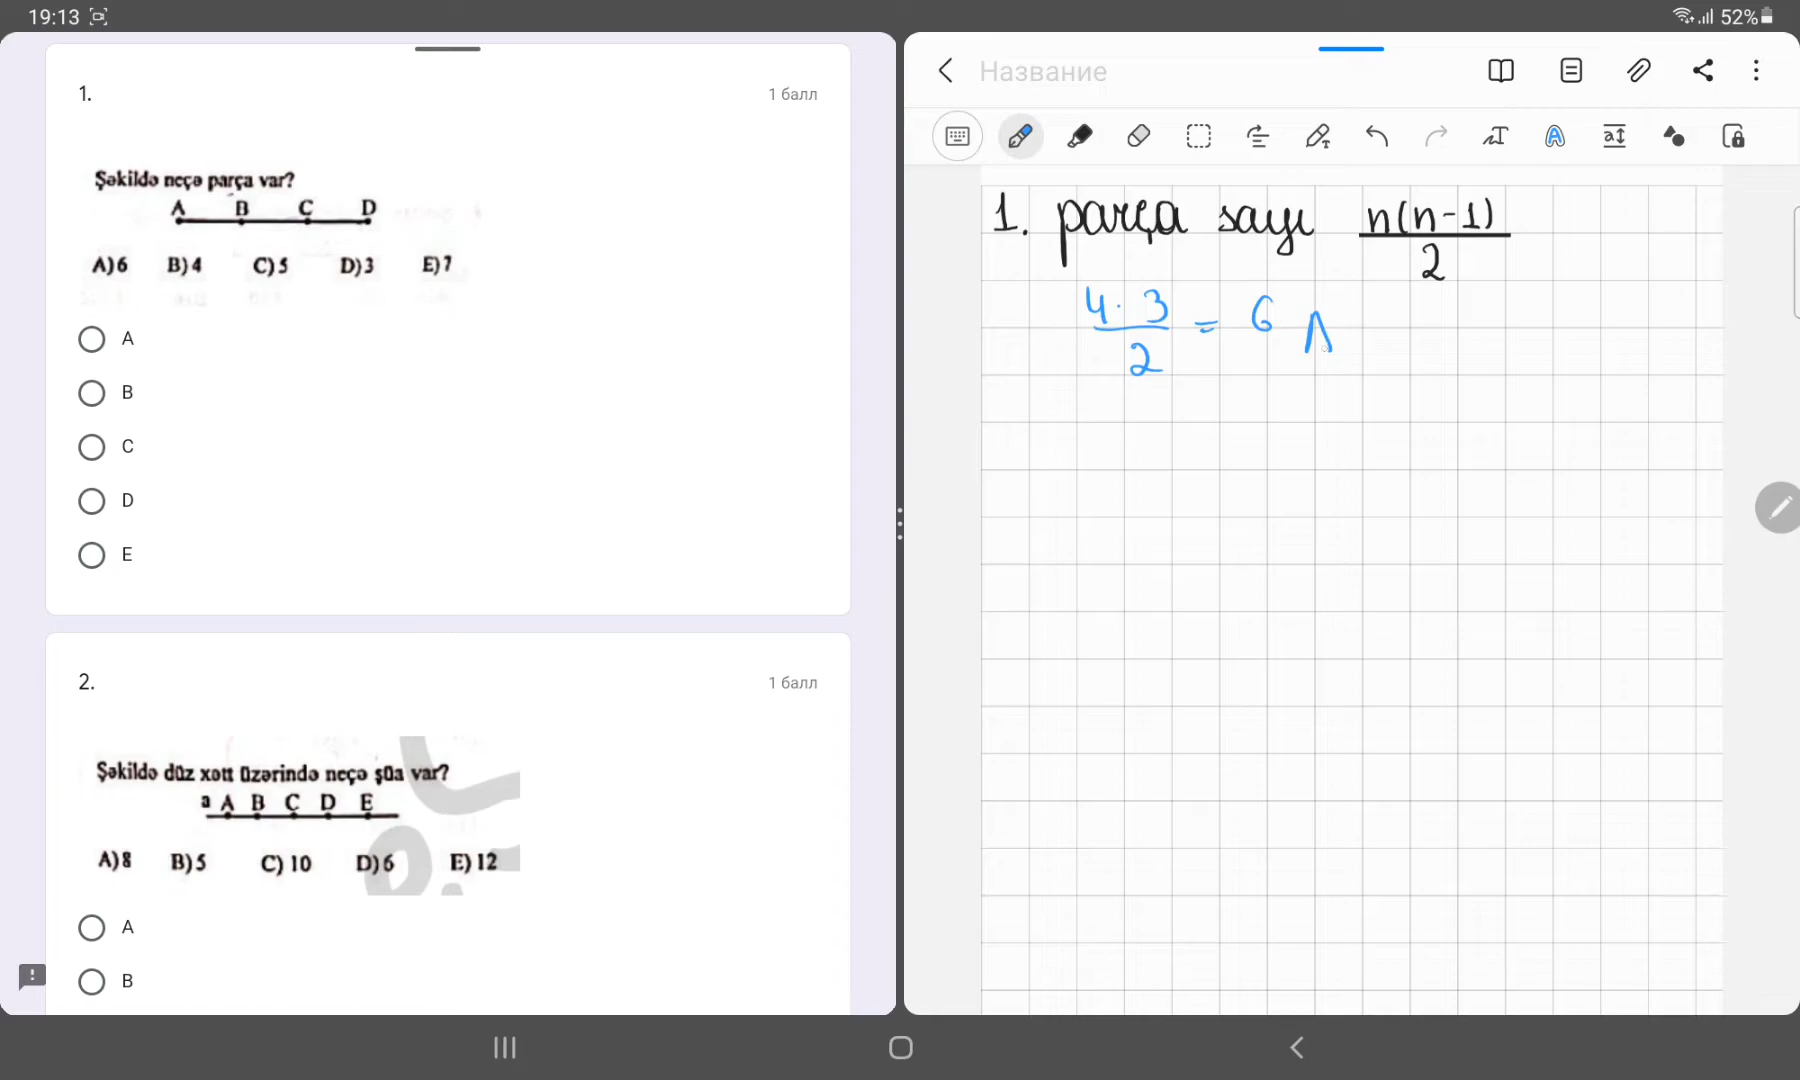 19:13
52%
1.
1 балл
Şəkildə neçə parça var?
A B C D
A) 6 B) 4 C) 5 D) 3 E) 7
A
B
C
D
E
2.
1 балл
Şəkildə düz xətt üzərində neçə şüa var?
a A B C D E
A) 8 B) 5 C) 10 D) 6 E) 12
A
B
Название
1. parça sayı n(n-1)/2
4·3/2 = 6 A